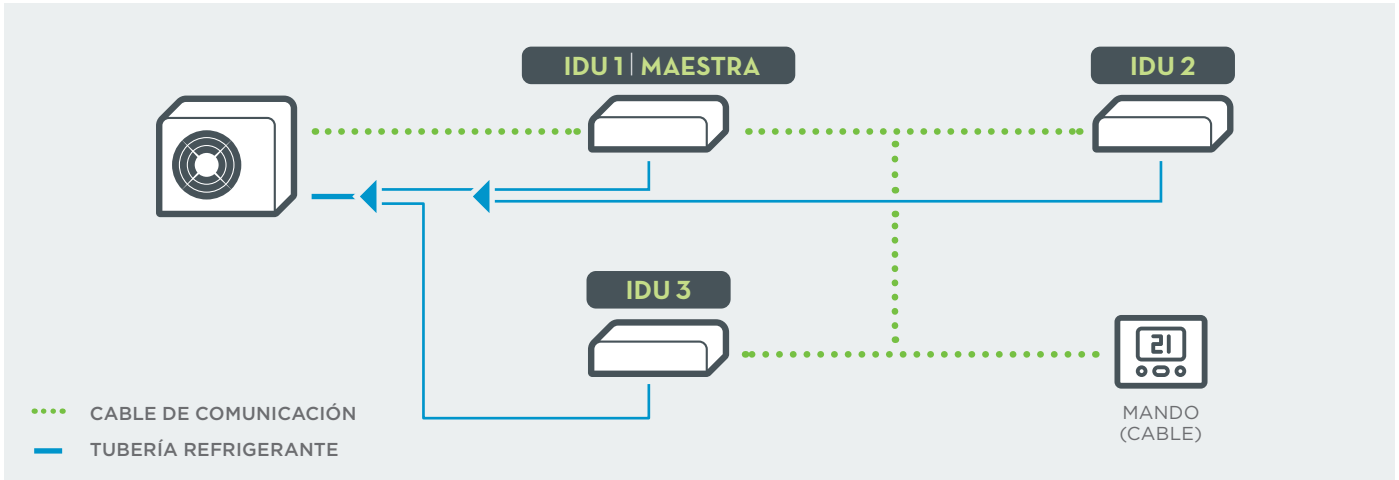 IDU 1 | MAESTRA
IDU 2
IDU 3
21
CABLE DE COMUNICACIÓN
TUBERÍA REFRIGERANTE
MANDO
(CABLE)